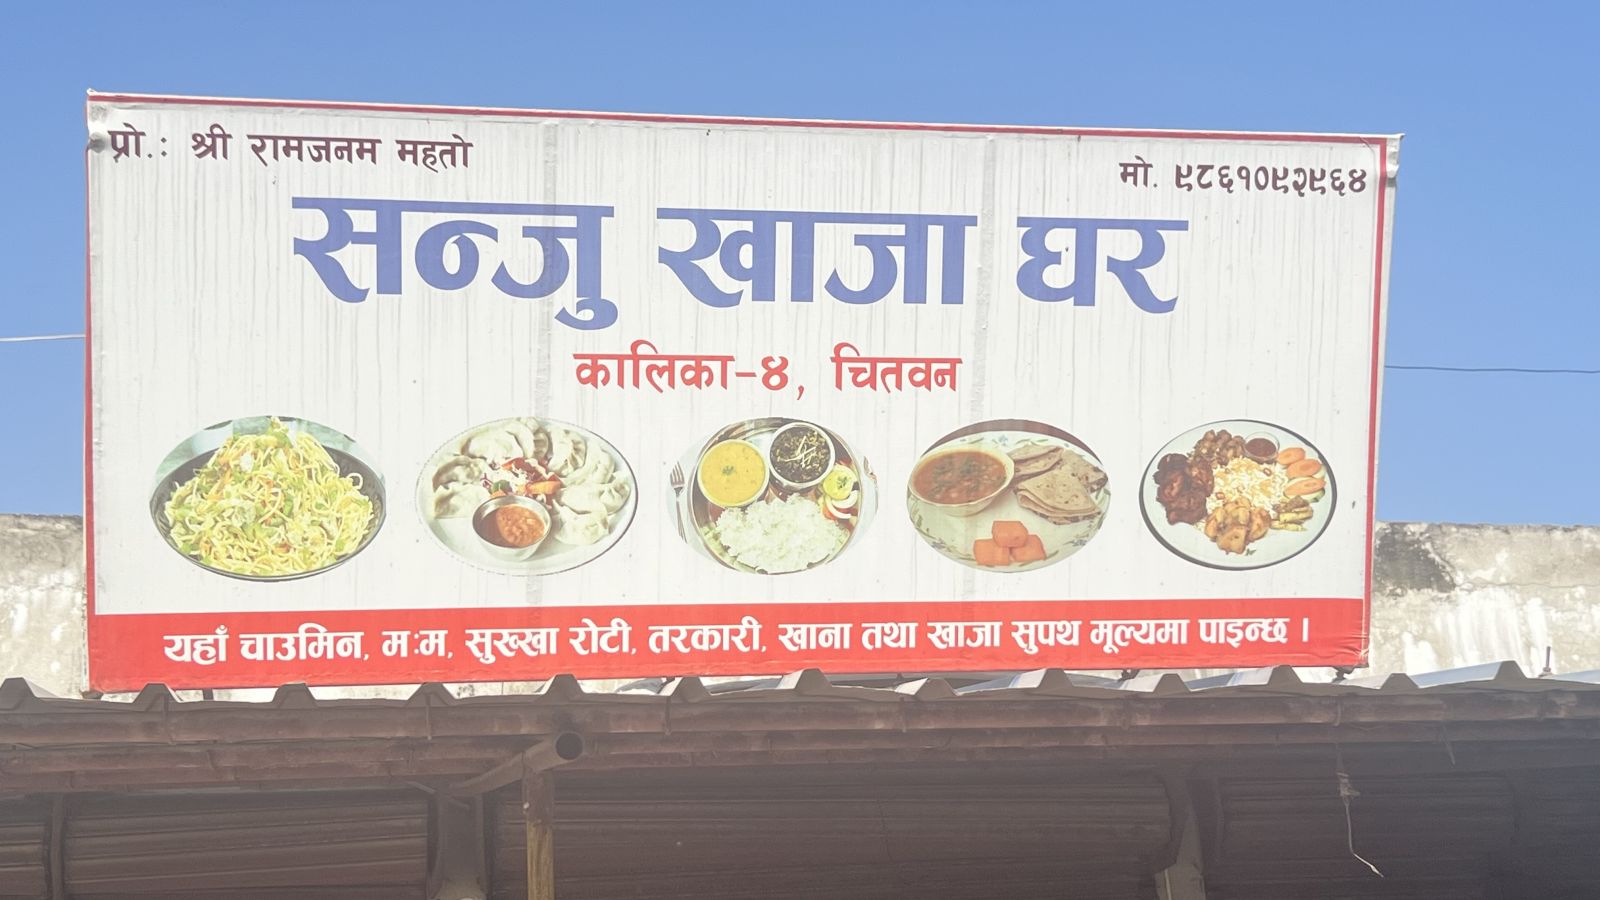 प्रो.: श्री रामजनम महतो
मो. ९८६१०९२९६४
सन्जु खाजा घर
कालिका-४, चितवन
यहाँ चाउमिन, म:म, सुख्खा रोटी, तरकारी, खाना तथा खाजा सुपथ मूल्यमा पाइन्छ ।